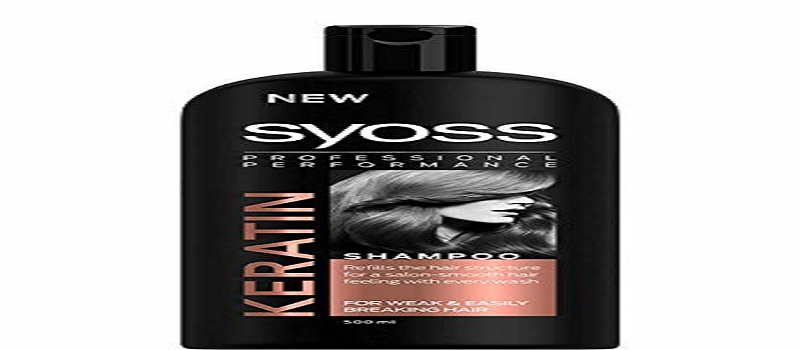 NEW
syoss
PROFESSIONAL
PERFORMANCE
KERATIN
SHAMPOO
Refills the hair structure
for a salon-smooth hair
feeling with every wash
FOR WEAK & EASILY
BREAKING HAIR
500 ml